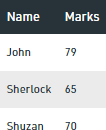 Name Marks
John 79
Sherlock 65
Shuzan 70